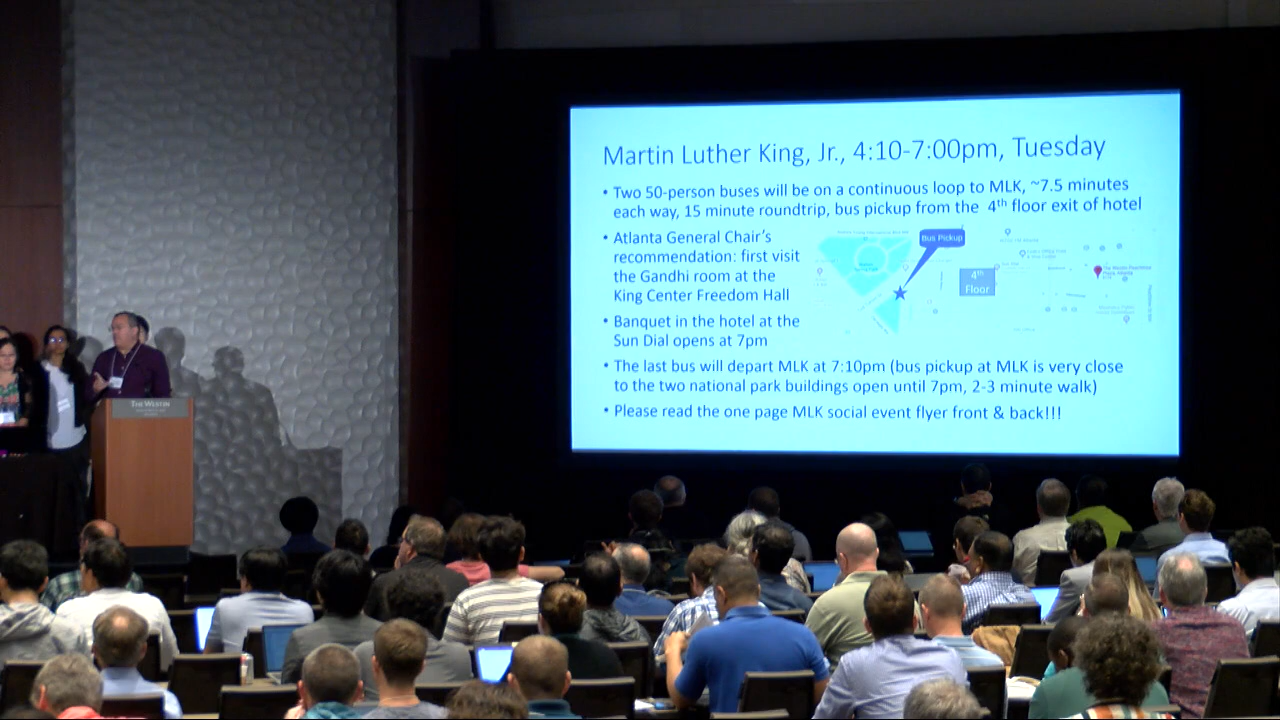 Martin Luther King, Jr., 4:10-7:00pm, Tuesday
• Two 50-person buses will be on a continuous loop to MLK, ~7.5 minutes
each way, 15 minute roundtrip, bus pickup from the 4th floor exit of hotel
• Atlanta General Chair's
recommendation: first visit
the Gandhi room at the
King Center Freedom Hall
Bus Pickup
4th
Floor
• Banquet in the hotel at the
Sun Dial opens at 7pm
• The last bus will depart MLK at 7:10pm (bus pickup at MLK is very close
to the two national park buildings open until 7pm, 2-3 minute walk)
• Please read the one page MLK social event flyer front & back!!!
THE WESTIN